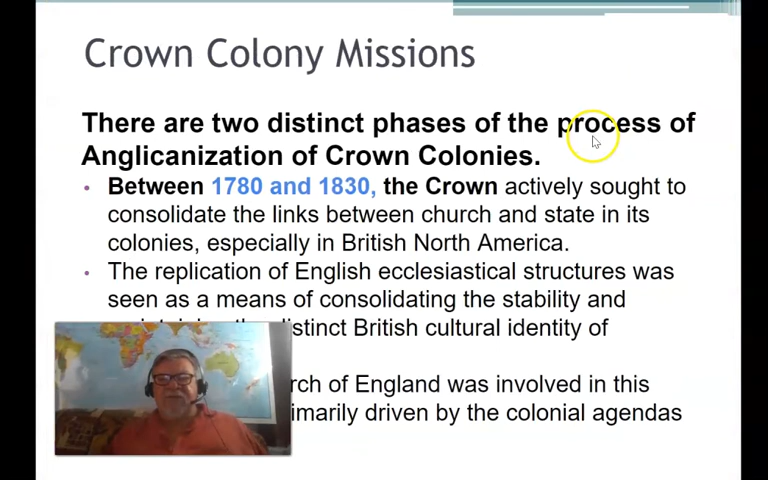 Crown Colony Missions
There are two distinct phases of the process of
Anglicanization of Crown Colonies.
• Between 1780 and 1830, the Crown actively sought to
consolidate the links between church and state in its
colonies, especially in British North America.
• The replication of English ecclesiastical structures was
seen as a means of consolidating the stability and
distinct British cultural identity of
of England was involved in this
driven by the colonial agendas